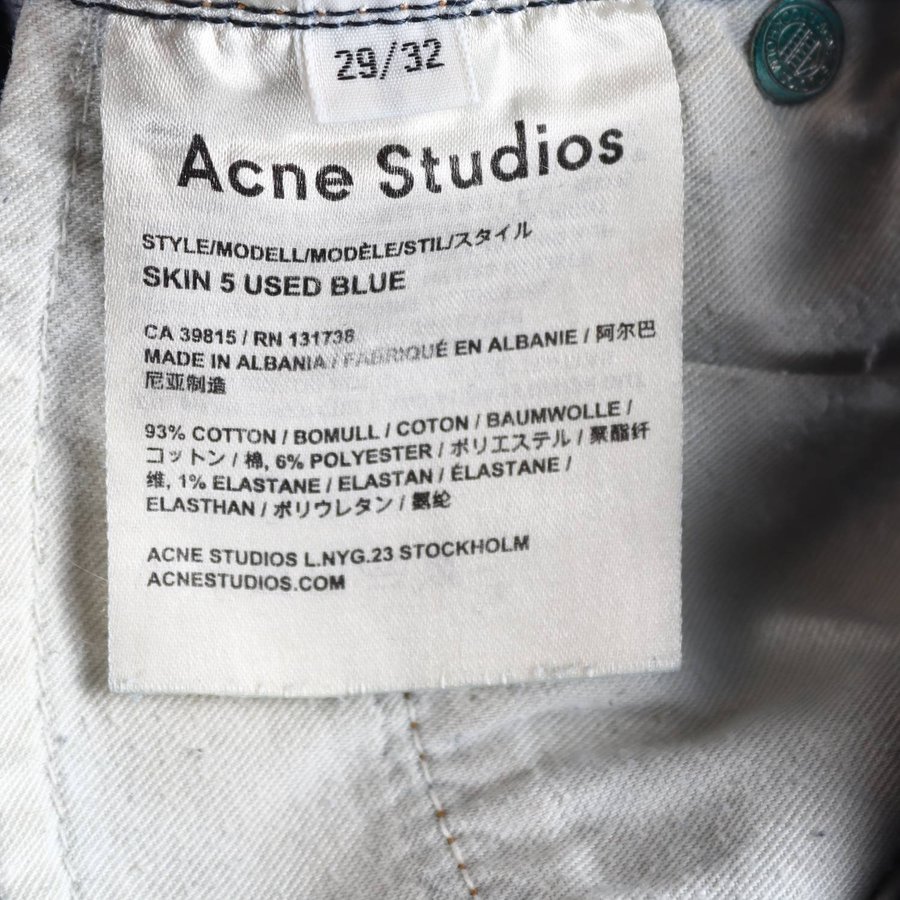 29/32
Acne Studios
STYLE/MODELL/MODÈLE/STIL/スタイル
SKIN 5 USED BLUE
CA 39815 / RN 131738
MADE IN ALBANIA / FABRIQUÉ EN ALBANIE / 阿尔巴
尼亚制造
93% COTTON / BOMULL / COTON / BAUMWOLLE /
コットン / 棉, 6% POLYESTER / ポリエステル / 聚酯纤
维, 1% ELASTANE / ELASTAN / ÉLASTANE /
ELASTHAN / ポリウレタン / 氨纶
ACNE STUDIOS L.NYG.23 STOCKHOLM
ACNESTUDIOS.COM